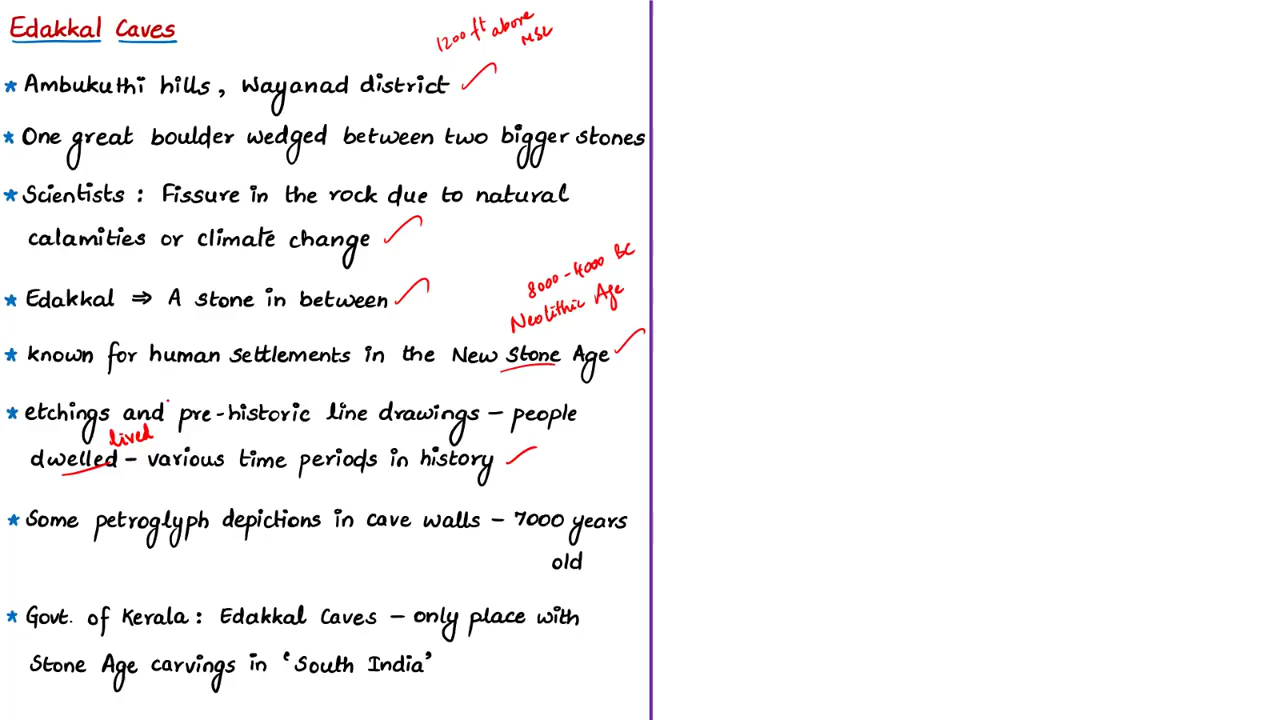 Edakkal Caves
1200 ft above
MSL
* Ambukuthi hills, Wayanad district
* One great boulder wedged between two bigger stones
* Scientists : Fissure in the rock due to natural
calamities or climate change
8000 - 4000 BC
Neolithic Age
* Edakkal ⇒ A stone in between
* known for human settlements in the New Stone Age
* etchings and pre-historic line drawings - people
lived
dwelled - various time periods in history
* Some petroglyph depictions in cave walls - 7000 years
old
* Govt. of Kerala : Edakkal Caves - only place with
Stone Age carvings in 'South India'